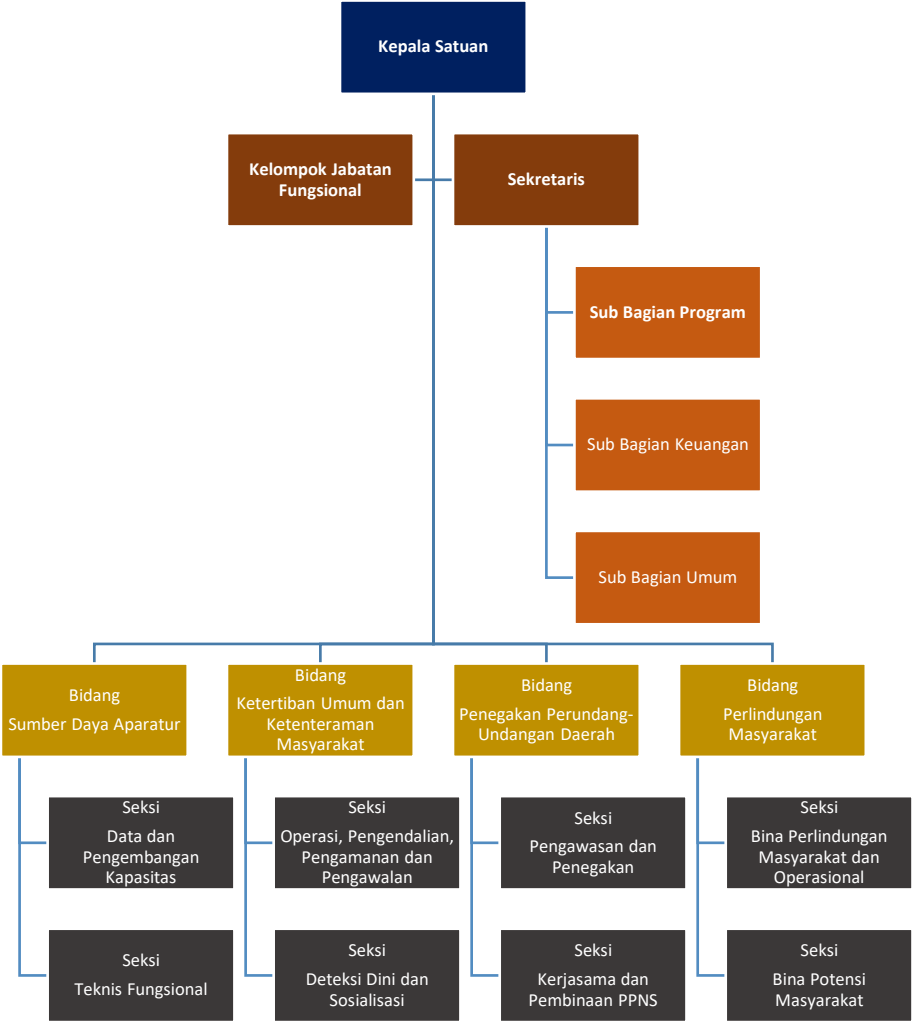 Kepala Satuan
Kelompok Jabatan
Fungsional
Sekretaris
Sub Bagian Program
Sub Bagian Keuangan
Sub Bagian Umum
Bidang
Sumber Daya Aparatur
Bidang
Ketertiban Umum dan
Ketenteraman
Masyarakat
Bidang
Penegakan Perundang-
Undangan Daerah
Bidang
Perlindungan
Masyarakat
Seksi
Data dan
Pengembangan
Kapasitas
Seksi
Operasi, Pengendalian,
Pengamanan dan
Pengawalan
Seksi
Pengawasan dan
Penegakan
Seksi
Bina Perlindungan
Masyarakat dan
Operasional
Seksi
Teknis Fungsional
Seksi
Deteksi Dini dan
Sosialisasi
Seksi
Kerjasama dan
Pembinaan PPNS
Seksi
Bina Potensi
Masyarakat